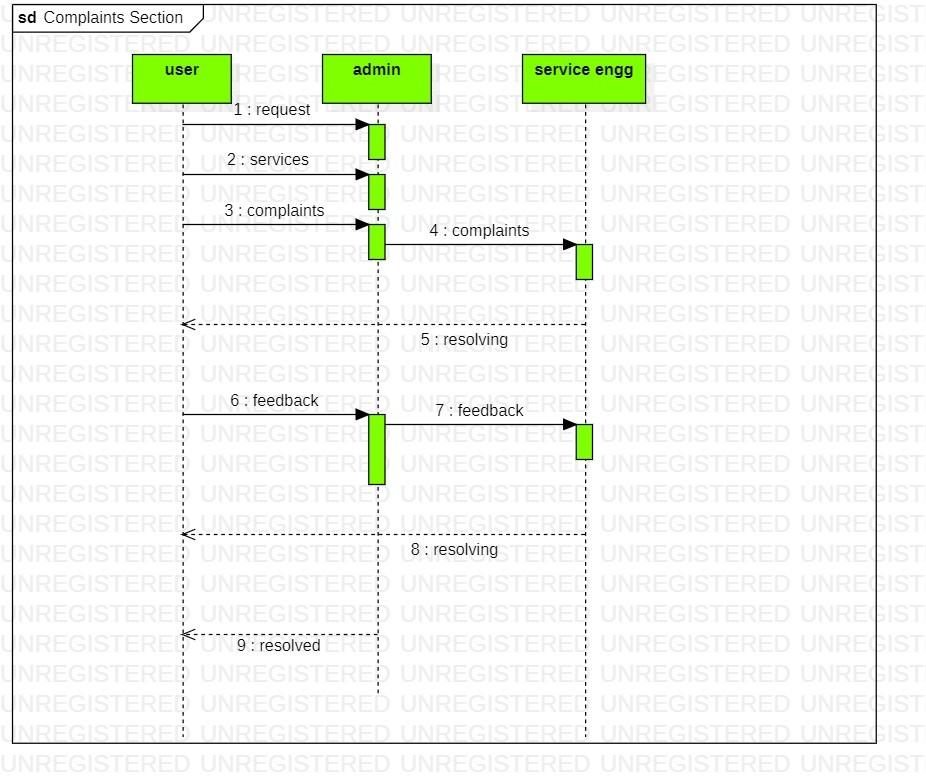 sd Complaints Section
user
admin
service engg
1 : request
2 : services
3 : complaints
4 : complaints
5 : resolving
6 : feedback
7 : feedback
8 : resolving
9 : resolved
UNREGISTERED